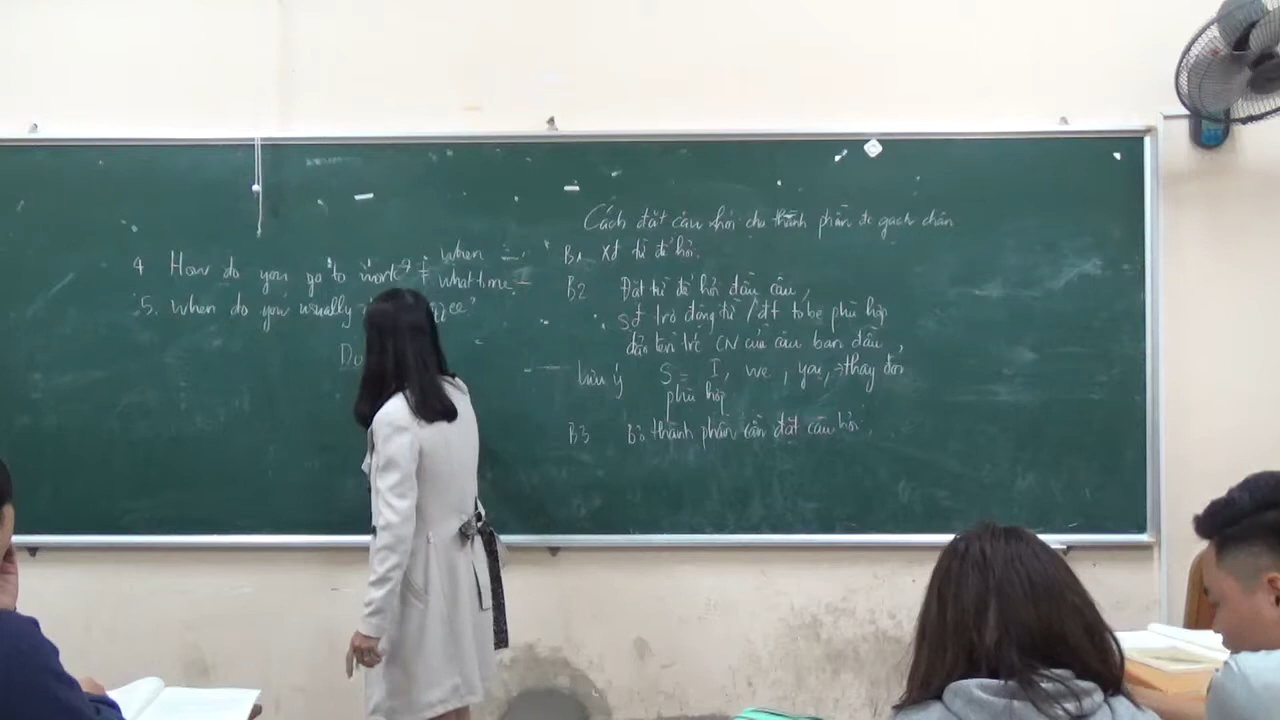 4 How do you go to work? ≠ when
what time
5. When do you usually coffee?
Do
Cách đặt câu hỏi cho thành phần đc gạch chân
B1 Xđ từ để hỏi.
B2 Đặt từ để hỏi đầu câu,
trợ động từ / đt tobe phù hợp
lên trc CN của câu ban đầu,
Lưu ý S = I, we, you, → thay đổi
phù hợp
B3 Bỏ thành phần cần đặt câu hỏi.